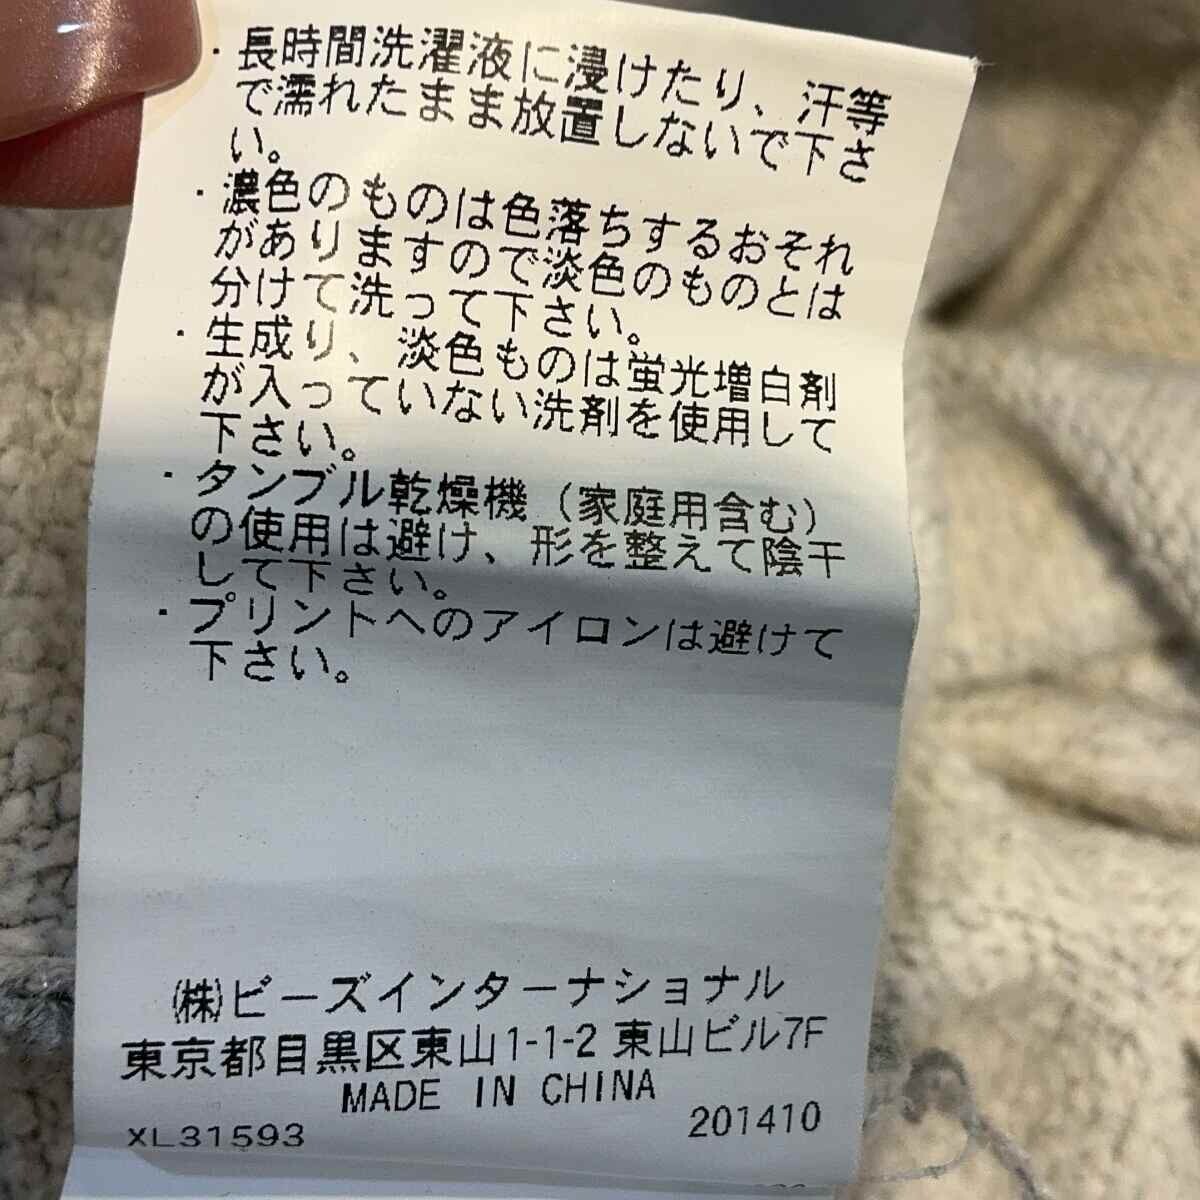 ・長時間洗濯液に浸けたり、汗等
で濡れたまま放置しないで下さ
い。
・濃色のものは色落ちするおそれ
がありますので淡色のものとは
分けて洗って下さい。
・生成り、淡色ものは蛍光増白剤
が入っていない洗剤を使用して
下さい。
・タンブル乾燥機（家庭用含む）
の使用は避け、形を整えて陰干
して下さい。
・プリントへのアイロンは避けて
下さい。
㈱ビーズインターナショナル
東京都目黒区東山1-1-2 東山ビル7F
MADE IN CHINA
XL31593 201410